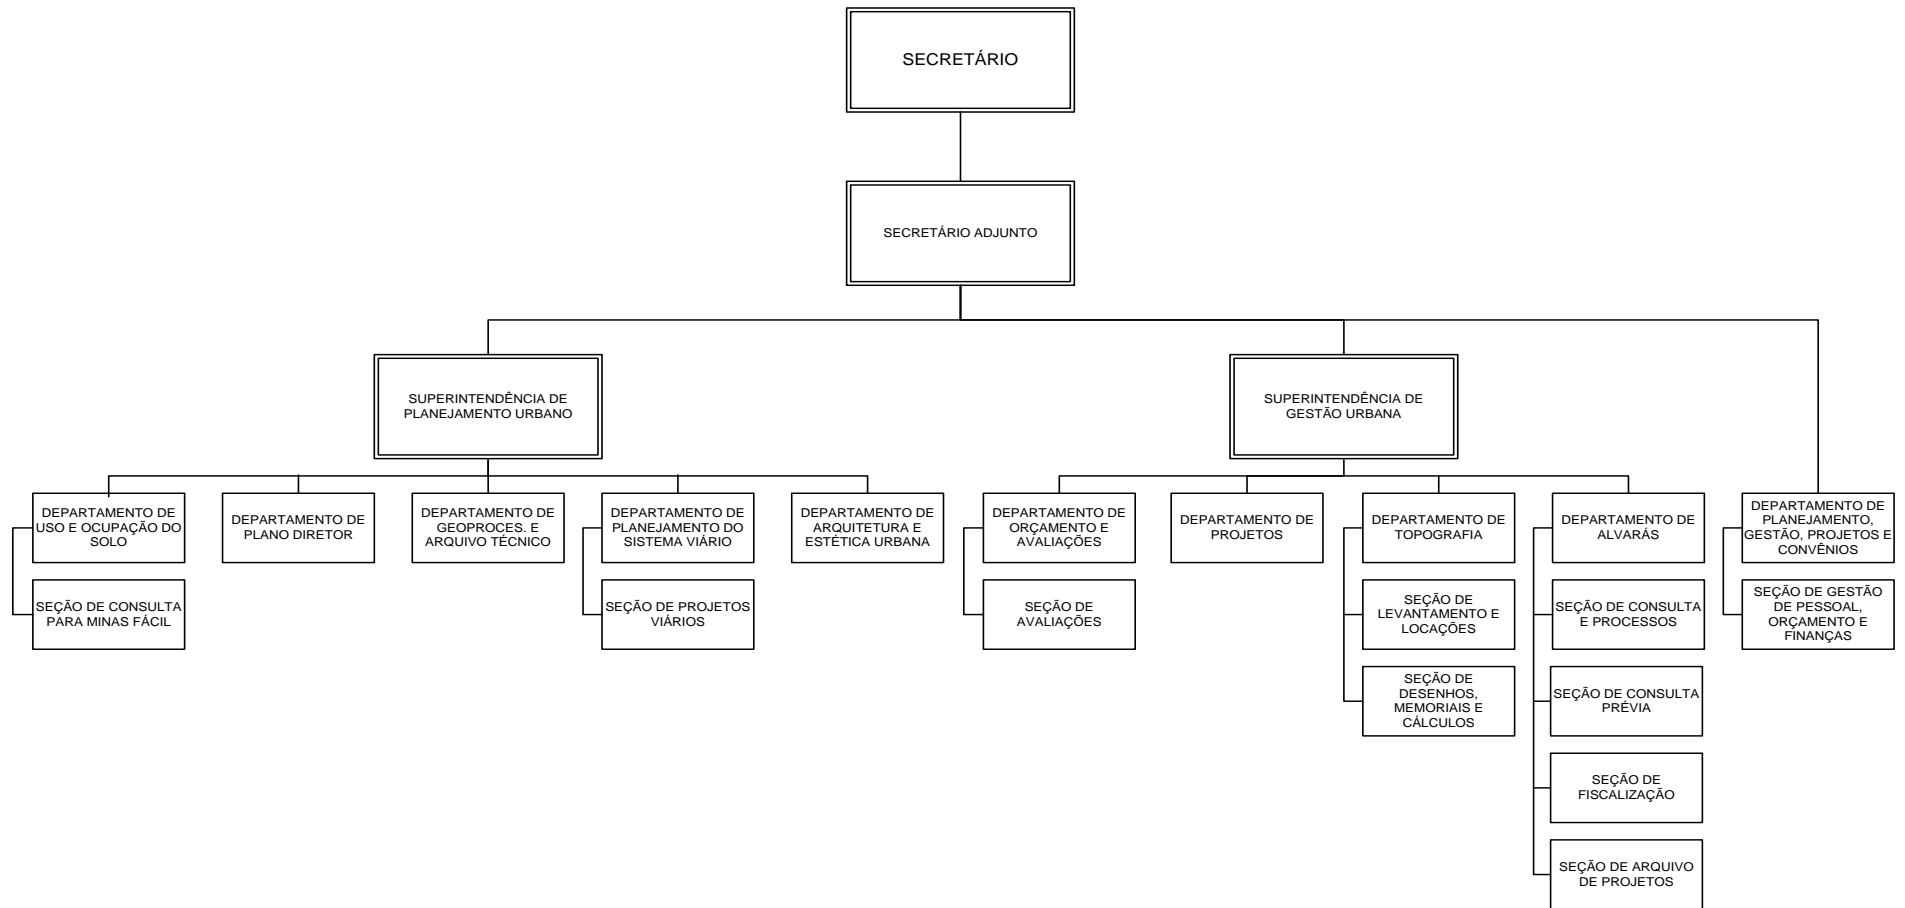 SECRETÁRIO
SECRETÁRIO ADJUNTO
SUPERINTENDÊNCIA DE
PLANEJAMENTO URBANO
SUPERINTENDÊNCIA DE
GESTÃO URBANA
DEPARTAMENTO DE
USO E OCUPAÇÃO DO
SOLO
DEPARTAMENTO DE
PLANO DIRETOR
DEPARTAMENTO DE
GEOPROCES. E
ARQUIVO TÉCNICO
DEPARTAMENTO DE
PLANEJAMENTO DO
SISTEMA VIÁRIO
DEPARTAMENTO DE
ARQUITETURA E
ESTÉTICA URBANA
DEPARTAMENTO DE
ORÇAMENTO E
AVALIAÇÕES
DEPARTAMENTO DE
PROJETOS
DEPARTAMENTO DE
TOPOGRAFIA
DEPARTAMENTO DE
ALVARÁS
DEPARTAMENTO DE
PLANEJAMENTO,
GESTÃO, PROJETOS E
CONVÊNIOS
SEÇÃO DE CONSULTA
PARA MINAS FÁCIL
SEÇÃO DE PROJETOS
VIÁRIOS
SEÇÃO DE
AVALIAÇÕES
SEÇÃO DE
LEVANTAMENTO E
LOCAÇÕES
SEÇÃO DE CONSULTA
E PROCESSOS
SEÇÃO DE GESTÃO
DE PESSOAL,
ORÇAMENTO E
FINANÇAS
SEÇÃO DE
DESENHOS,
MEMORIAIS E
CÁLCULOS
SEÇÃO DE CONSULTA
PRÉVIA
SEÇÃO DE
FISCALIZAÇÃO
SEÇÃO DE ARQUIVO
DE PROJETOS